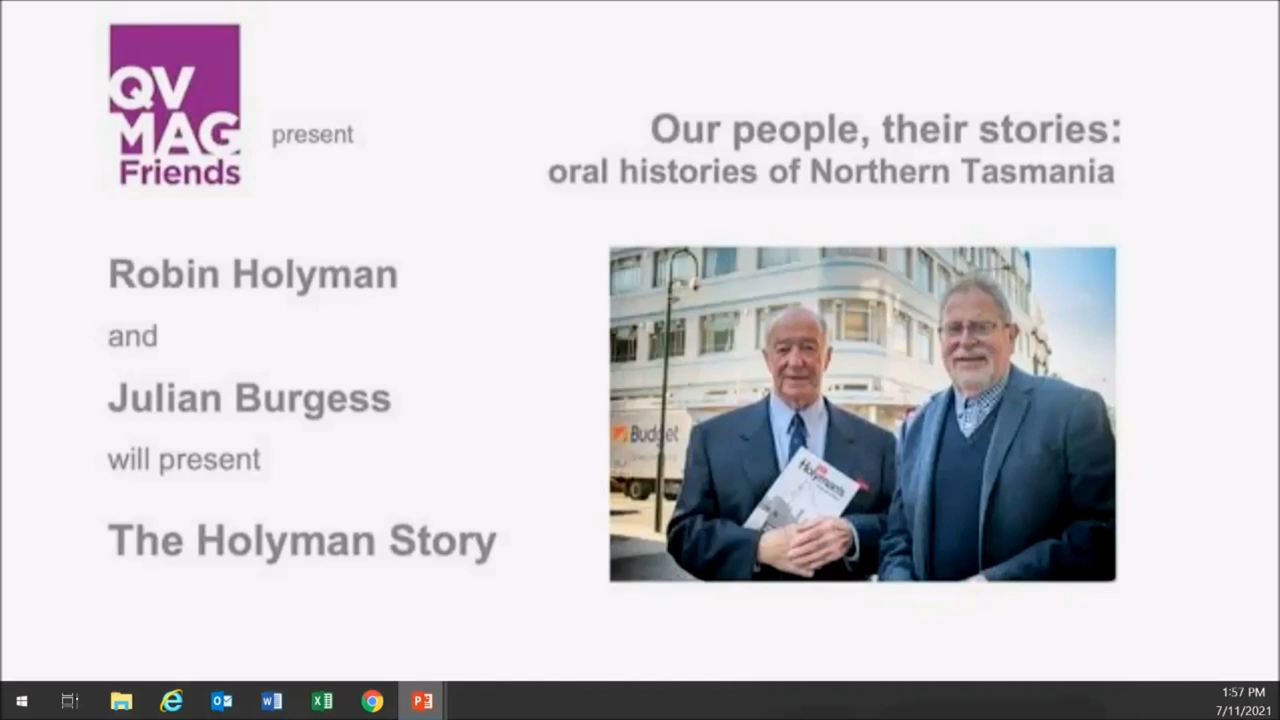 QV
MAG
Friends
present
Our people, their stories:
oral histories of Northern Tasmania
Robin Holyman
and
Julian Burgess
will present
The Holyman Story
Budget
Holyman's
1:57 PM
7/11/2021